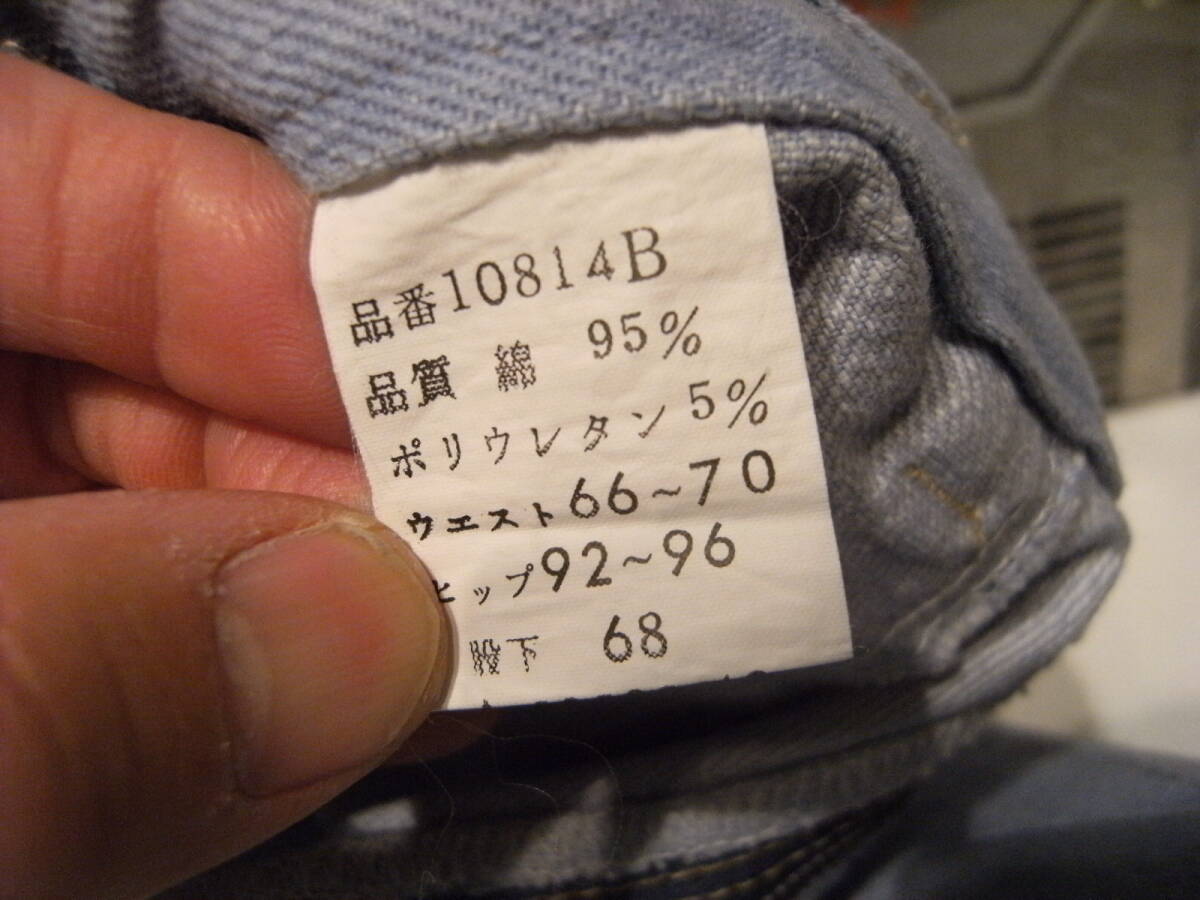 品番10814B
品質 綿 95%
ポリウレタン 5%
ウエスト66~70
ヒップ92~96
股下 68